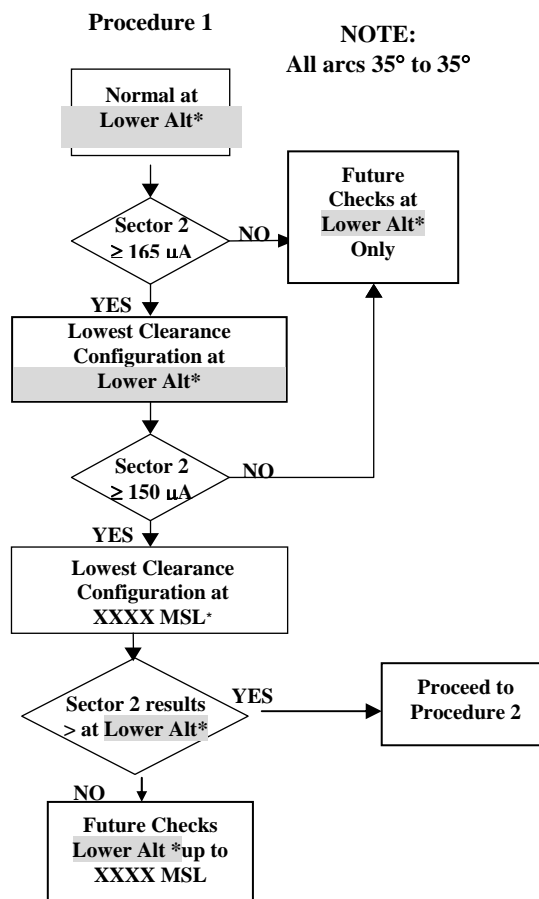 Procedure 1
NOTE:
All arcs 35° to 35°
Normal at
Lower Alt*
Sector 2
≥ 165 µA
NO
Future
Checks at
Lower Alt*
Only
YES
Lowest Clearance
Configuration at
Lower Alt*
Sector 2
≥ 150 µA
NO
YES
Lowest Clearance
Configuration at
XXXX MSL*
Sector 2 results
> at Lower Alt*
YES
Proceed to
Procedure 2
NO
Future Checks
Lower Alt *up to
XXXX MSL